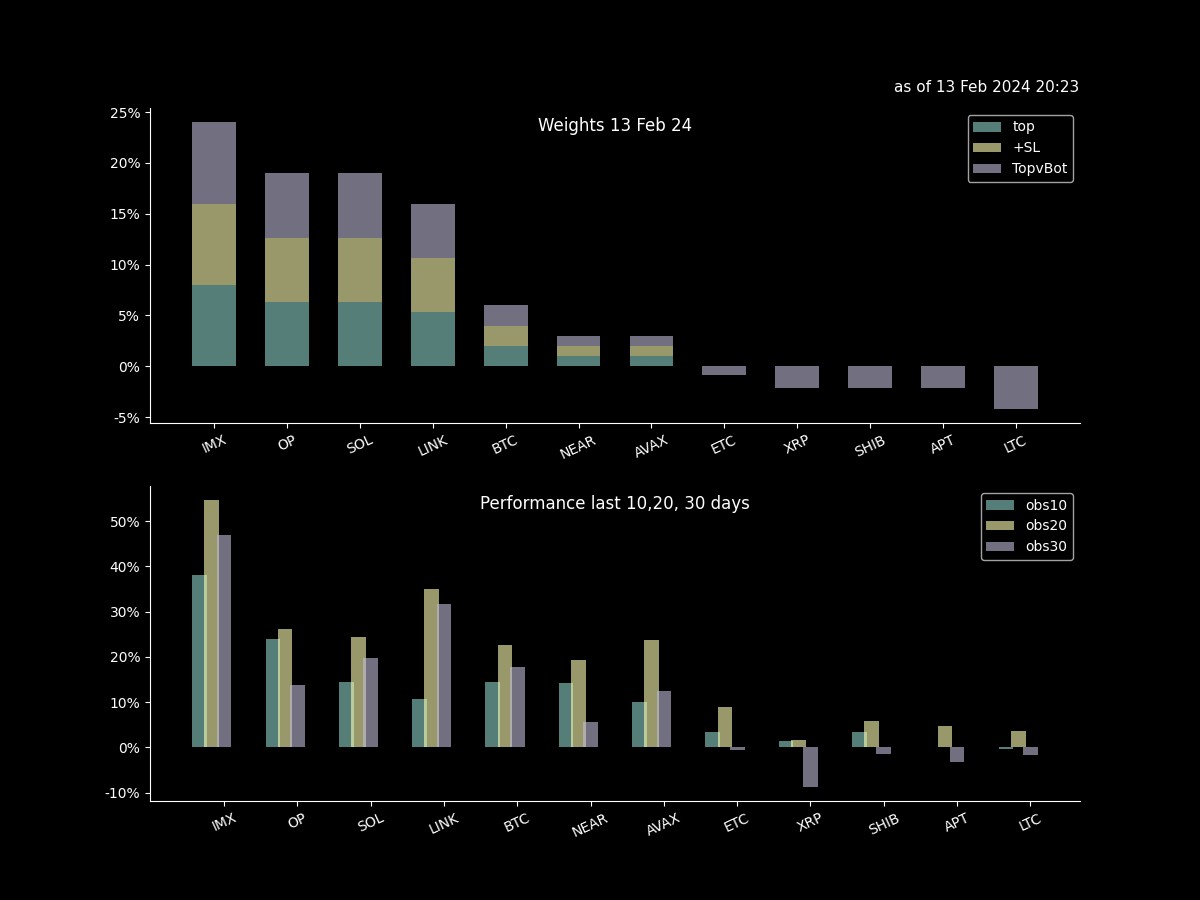 as of 13 Feb 2024 20:23
Weights 13 Feb 24
top
+SL
TopvBot
25%
20%
15%
10%
5%
0%
-5%
IMX OP SOL LINK BTC NEAR AVAX ETC XRP SHIB APT LTC
Performance last 10,20, 30 days
obs10
obs20
obs30
50%
40%
30%
20%
10%
0%
-10%
IMX OP SOL LINK BTC NEAR AVAX ETC XRP SHIB APT LTC